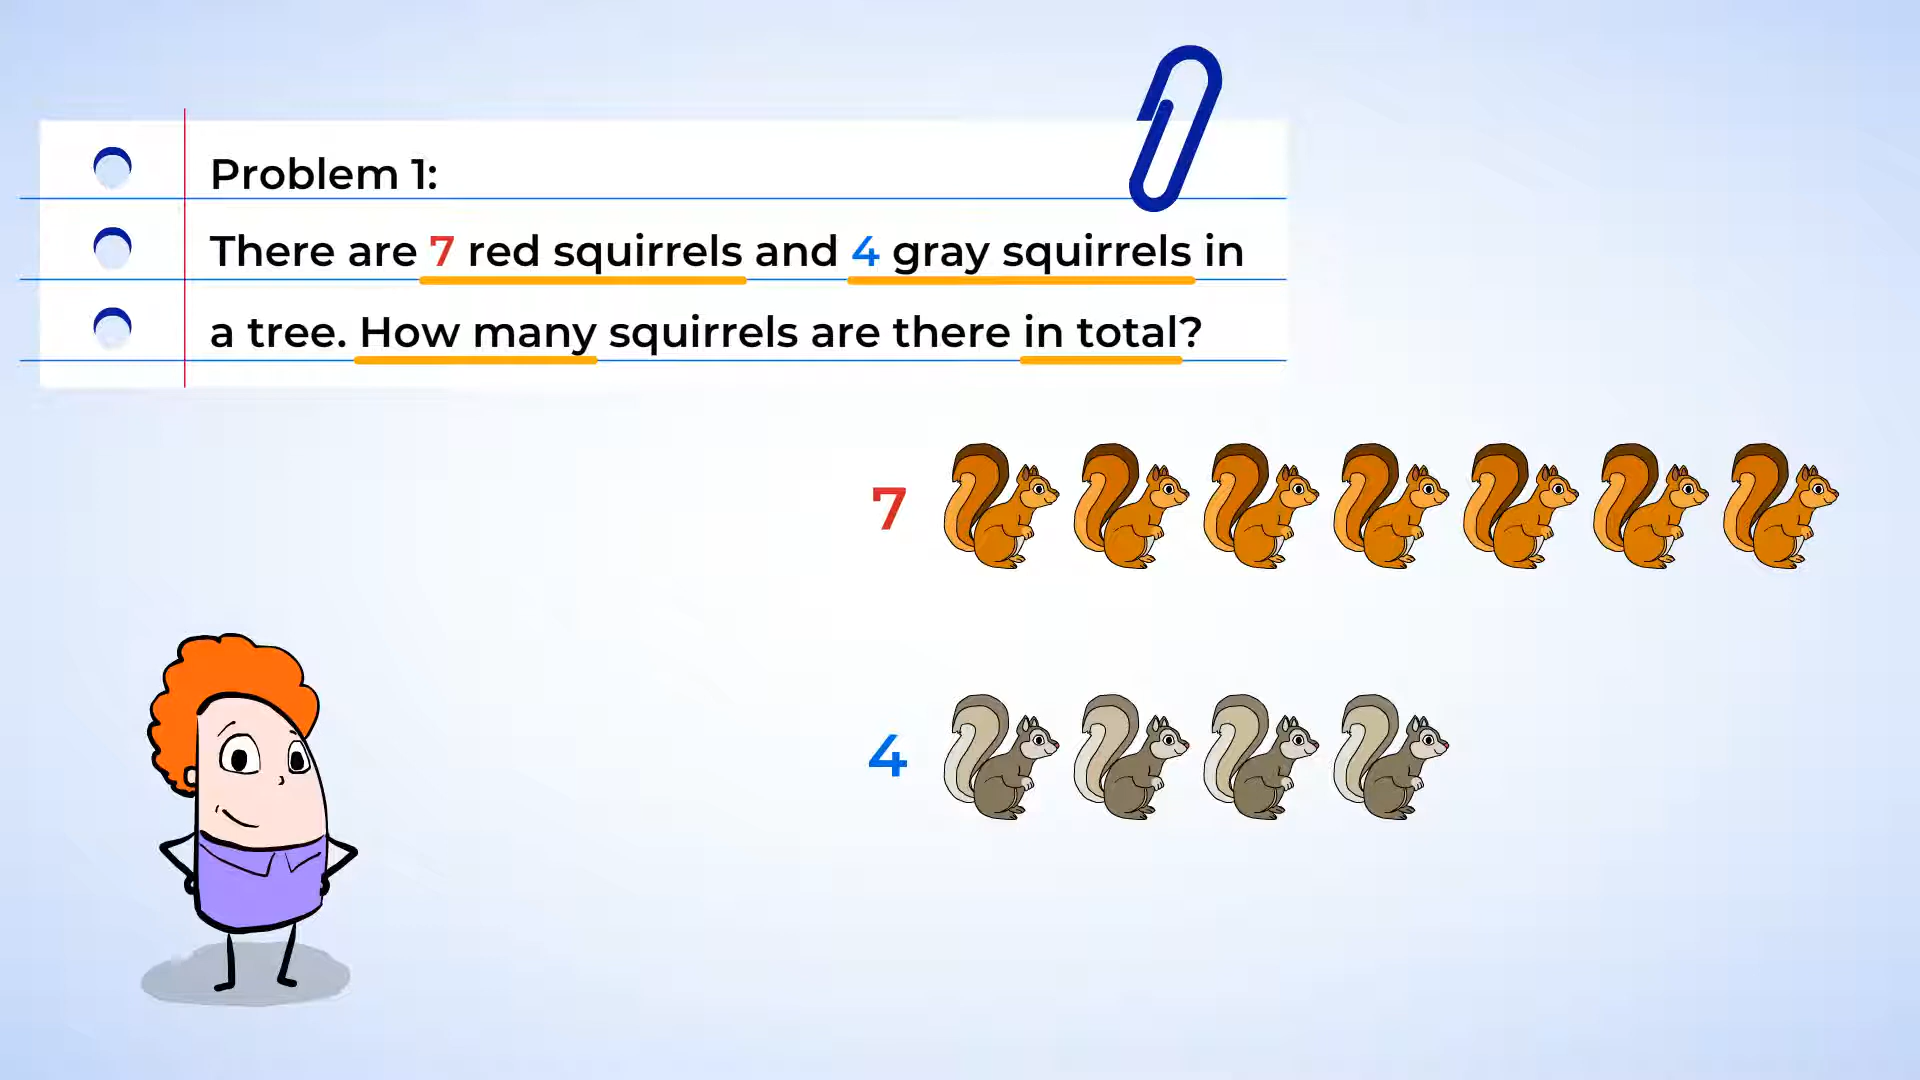 Problem 1:
There are 7 red squirrels and 4 gray squirrels in
a tree. How many squirrels are there in total?
7
4